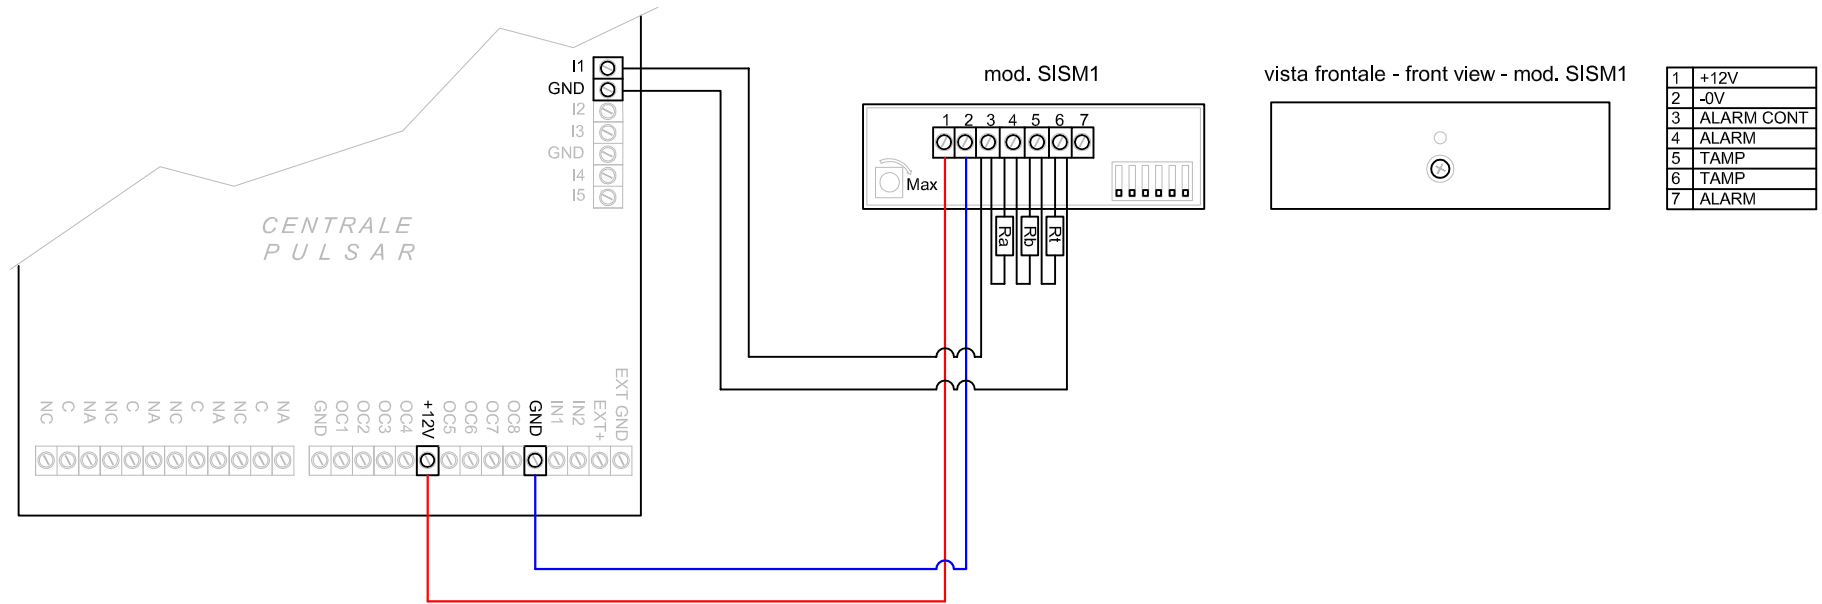 I1
GND
I2
I3
GND
I4
I5
CENTRALE
PULSAR
NC
C
NA
NC
C
NA
NC
C
NA
NC
C
NA
GND
OC1
OC2
OC3
OC4
+12V
OC5
OC6
OC7
OC8
GND
IN1
IN2
EXT+
EXT GND
mod. SISM1
1 2 3 4 5 6 7
Max
Ra
Rb
Rt
vista frontale - front view - mod. SISM1
1 +12V
2 -0V
3 ALARM CONT
4 ALARM
5 TAMP
6 TAMP
7 ALARM